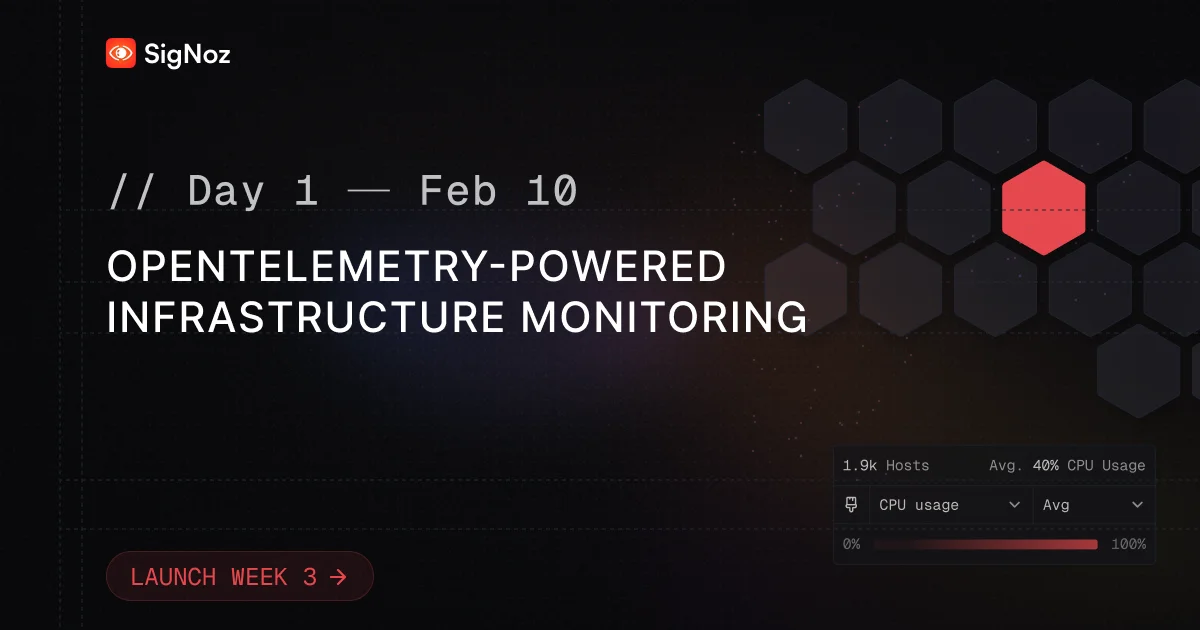 SigNoz
// Day 1 — Feb 10
OPENTELEMETRY-POWERED
INFRASTRUCTURE MONITORING
1.9k Hosts Avg. 40% CPU Usage
CPU usage Avg
0% 100%
LAUNCH WEEK 3 →